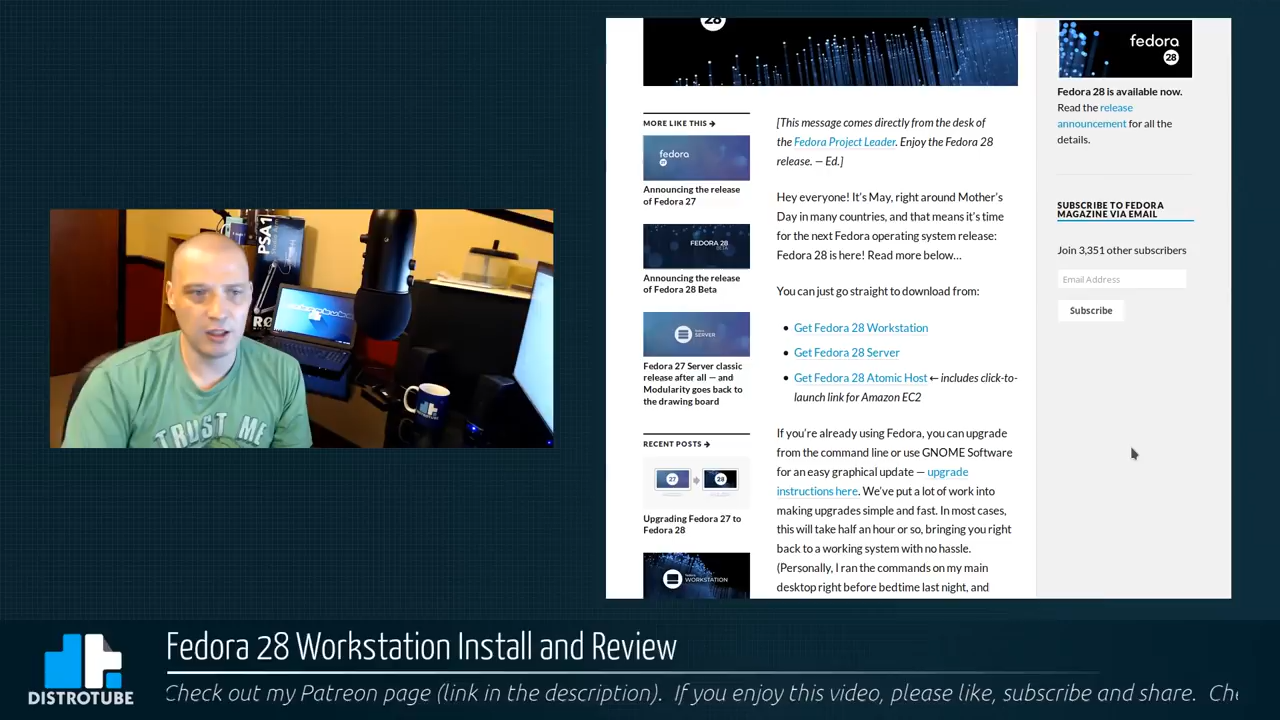 28
fedora
28
Fedora 28 is available now.
Read the release
announcement for all the
details.
SUBSCRIBE TO FEDORA
MAGAZINE VIA EMAIL
Join 3,351 other subscribers
Email Address
Subscribe
MORE LIKE THIS →
fedora
Announcing the release
of Fedora 27
FEDORA 28
BETA
Announcing the release
of Fedora 28 Beta
SERVER
Fedora 27 Server classic
release after all — and
Modularity goes back to
the drawing board
RECENT POSTS →
27
28
Upgrading Fedora 27 to
Fedora 28
WORKSTATION
[This message comes directly from the desk of
the Fedora Project Leader. Enjoy the Fedora 28
release. — Ed.]
Hey everyone! It's May, right around Mother's
Day in many countries, and that means it's time
for the next Fedora operating system release:
Fedora 28 is here! Read more below…
You can just go straight to download from:
• Get Fedora 28 Workstation
• Get Fedora 28 Server
• Get Fedora 28 Atomic Host ← includes click-to-
launch link for Amazon EC2
If you're already using Fedora, you can upgrade
from the command line or use GNOME Software
for an easy graphical update — upgrade
instructions here. We've put a lot of work into
making upgrades simple and fast. In most cases,
this will take half an hour or so, bringing you right
back to a working system with no hassle.
(Personally, I ran the commands on my main
desktop right before bedtime last night, and
PSA1
TRUST ME
DISTROTUBE
Fedora 28 Workstation Install and Review
Check out my Patreon page (link in the description). If you enjoy this video, please like, subscribe and share. Che